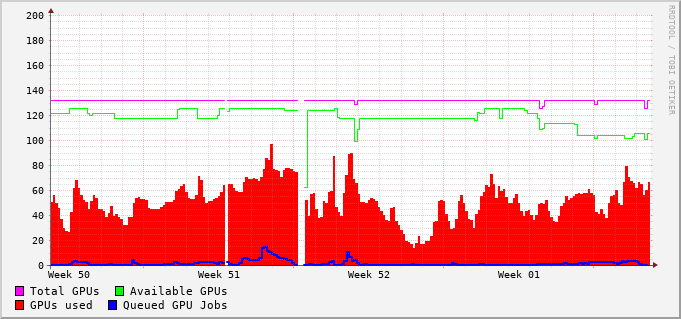 200
180
160
140
120
100
80
60
40
20
0
Week 50 Week 51 Week 52 Week 01
Total GPUs Available GPUs
GPUs used Queued GPU Jobs
RRDTOOL / TOBI OETIKER